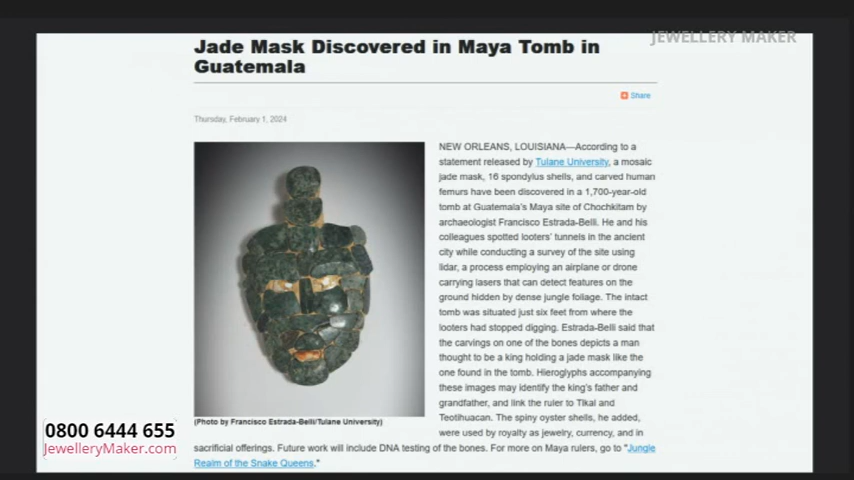 JEWELLERY MAKER
Jade Mask Discovered in Maya Tomb in
Guatemala
Share
Thursday, February 1, 2024
NEW ORLEANS, LOUISIANA—According to a
statement released by Tulane University, a mosaic
jade mask, 16 spondylus shells, and carved human
femurs have been discovered in a 1,700-year-old
tomb at Guatemala's Maya site of Chochkitam by
archaeologist Francisco Estrada-Belli. He and his
colleagues spotted looters' tunnels in the ancient
city while conducting a survey of the site using
lidar, a process employing an airplane or drone
carrying lasers that can detect features on the
ground hidden by dense jungle foliage. The intact
tomb was situated just six feet from where the
looters had stopped digging. Estrada-Belli said that
the carvings on one of the bones depicts a man
thought to be a king holding a jade mask like the
one found in the tomb. Hieroglyphs accompanying
these images may identify the king's father and
grandfather, and link the ruler to Tikal and
Teotihuacan. The spiny oyster shells, he added,
were used by royalty as jewelry, currency, and in
sacrificial offerings. Future work will include DNA testing of the bones. For more on Maya rulers, go to "Jungle
Realm of the Snake Queens."
(Photo by Francisco Estrada-Belli/Tulane University)
0800 6444 655
JewelleryMaker.com